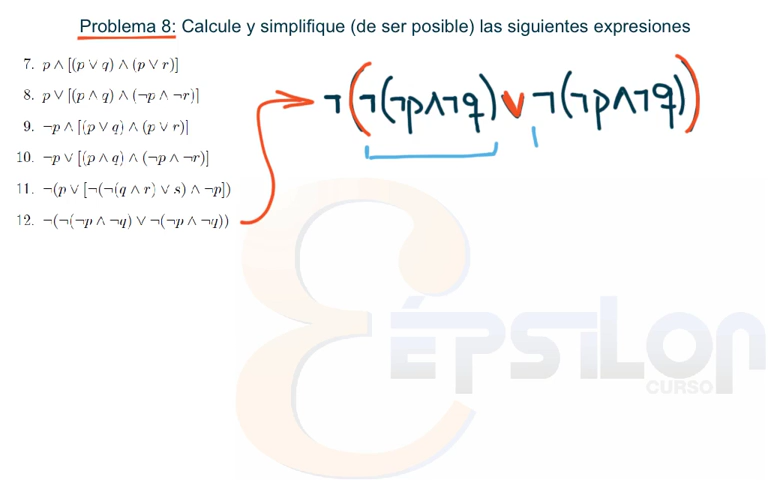 Problema 8: Calcule y simplifique (de ser posible) las siguientes expresiones
7. p ∧ [(p ∨ q) ∧ (p ∨ r)]
8. p ∨ [(p ∧ q) ∧ (¬p ∧ ¬r)]
9. ¬p ∧ [(p ∨ q) ∧ (p ∨ r)]
10. ¬p ∨ [(p ∧ q) ∧ (¬p ∧ ¬r)]
11. ¬(p ∨ [¬(¬(q ∧ r) ∨ s) ∧ ¬p])
12. ¬(¬(¬p ∧ ¬q) ∨ ¬(¬p ∧ ¬q))
¬(¬(¬p∧¬q) ∨ ¬(¬p∧¬q))
ÉPSILON
CURSO